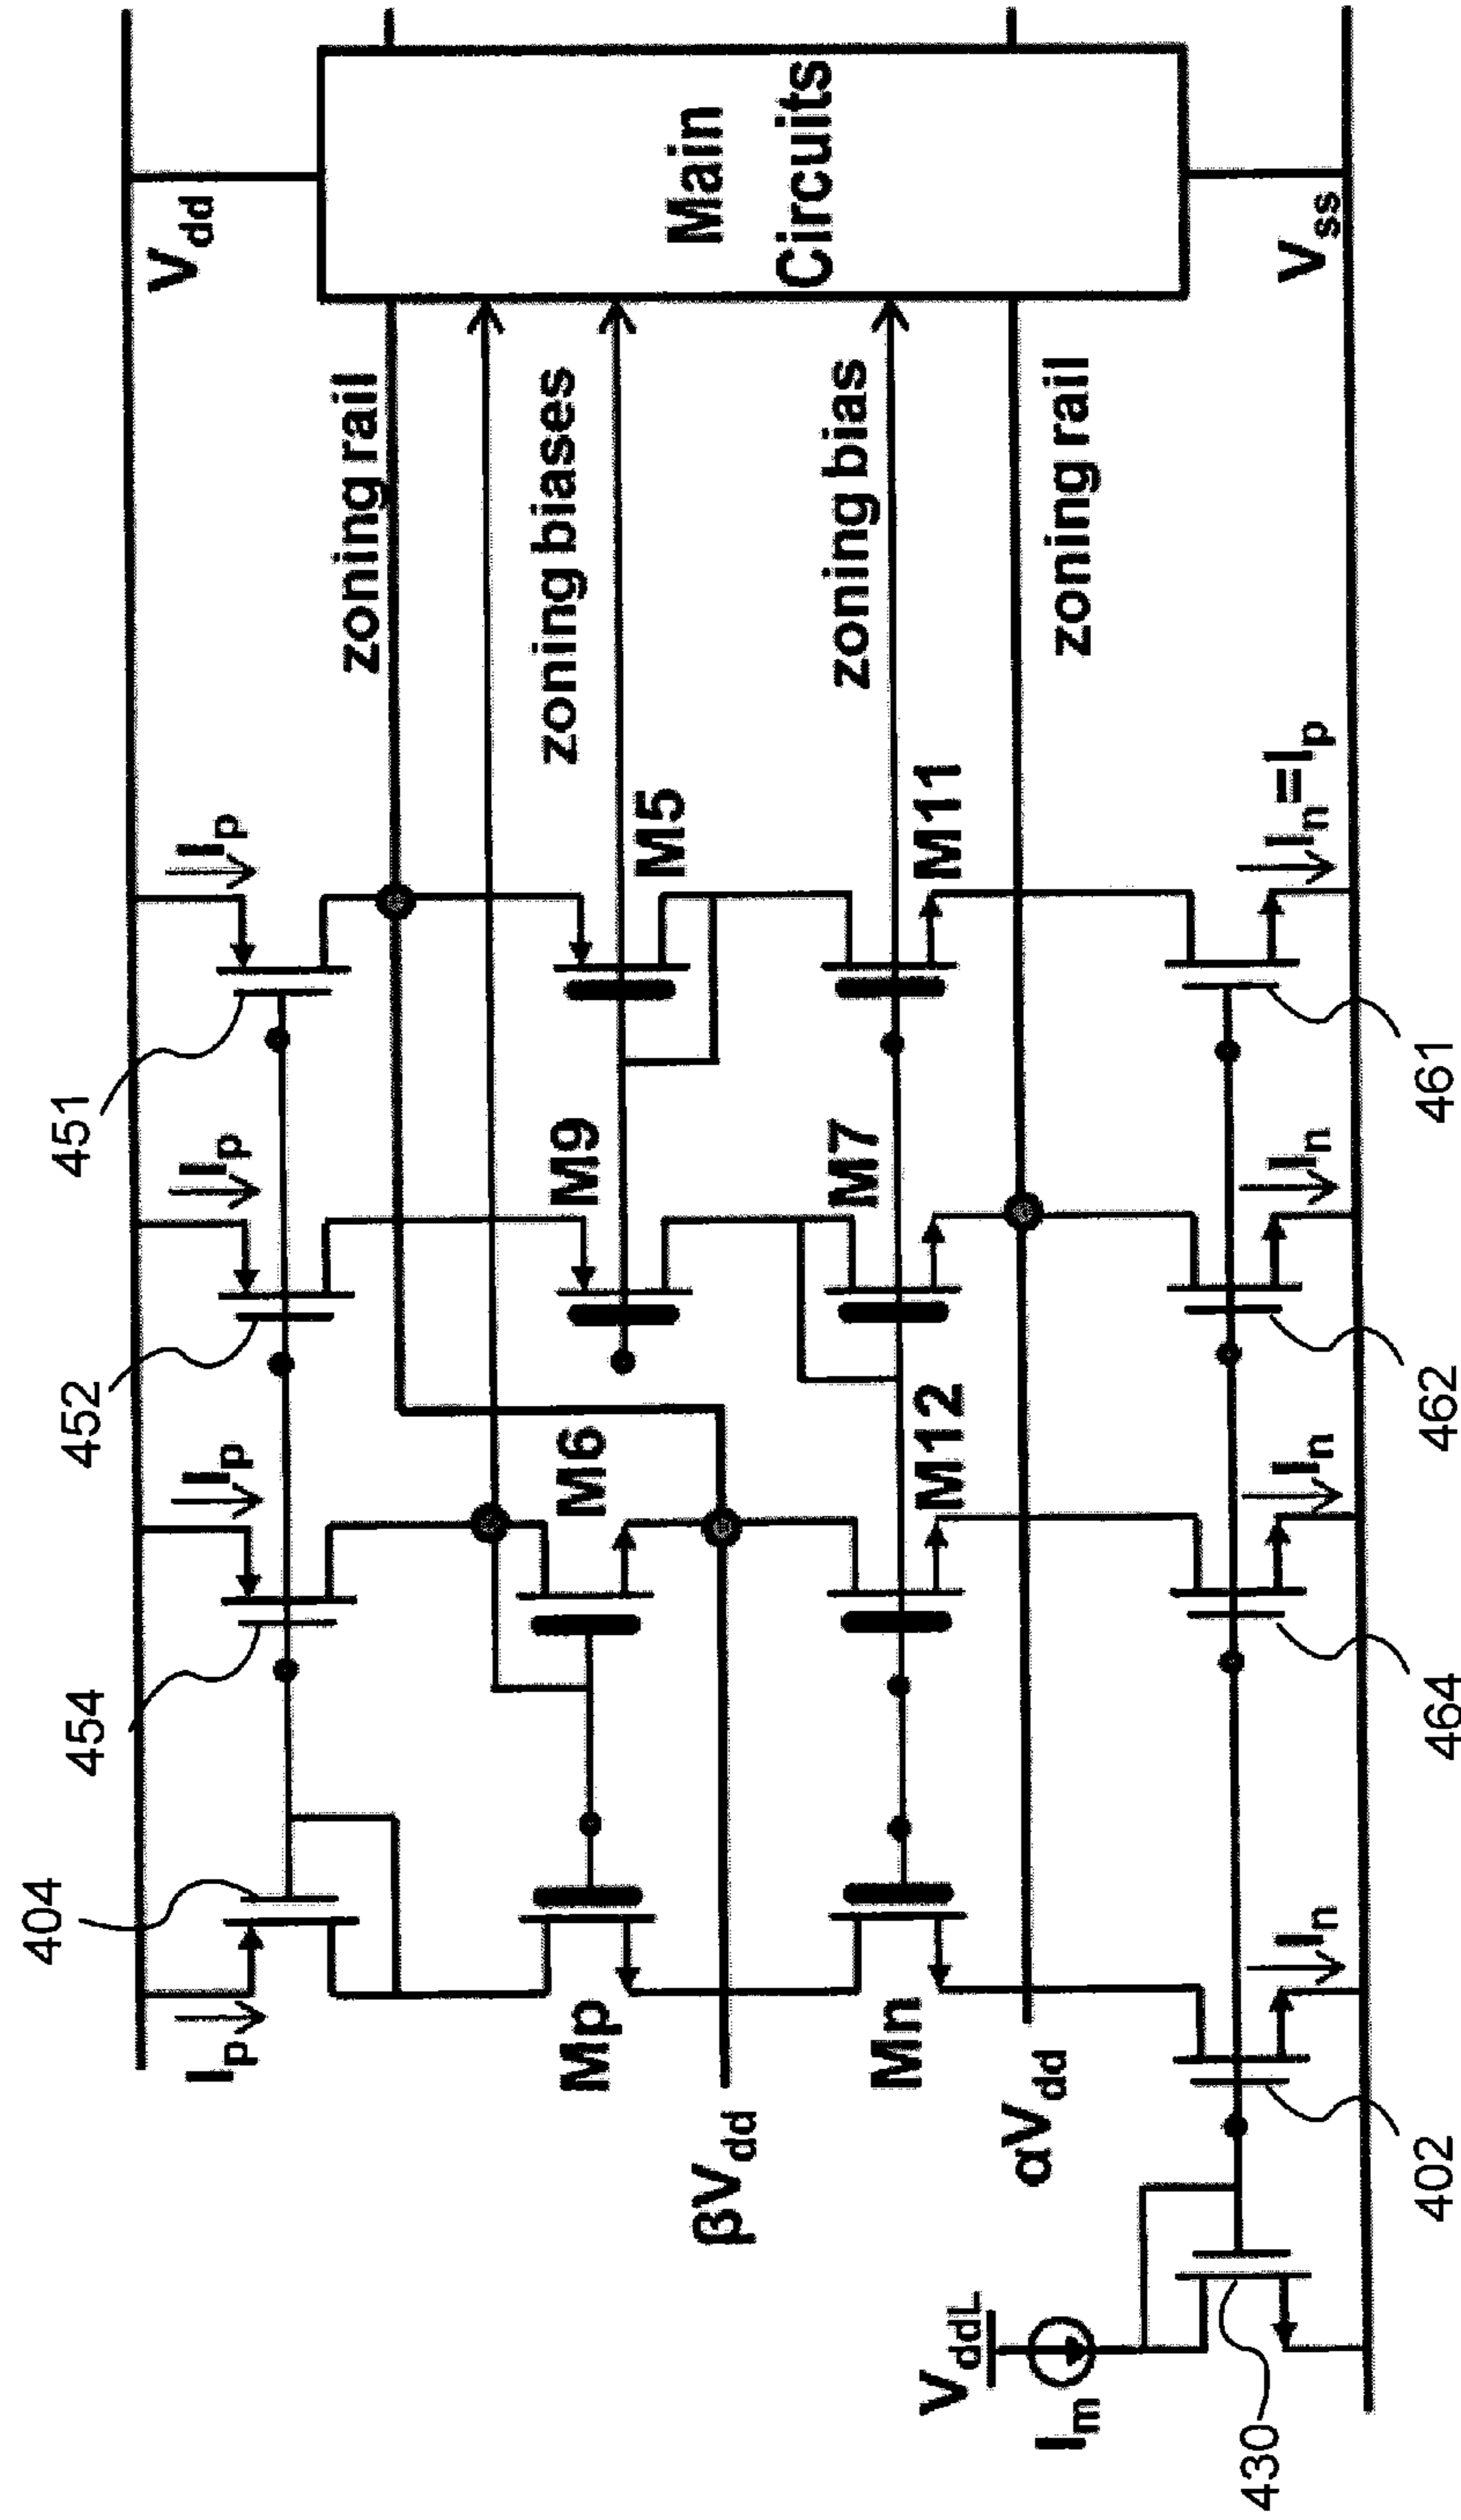 404
454
452
451
Ip
Ip
Ip
Ip
Vdd
zoning rail
Mp
M6
M9
M5
zoning biases
βVdd
Main
Circuits
Mn
M12
M7
M11
zoning bias
VddL
Im
αVdd
zoning rail
In
In
In
In=Ip
Vss
430
402
464
462
461